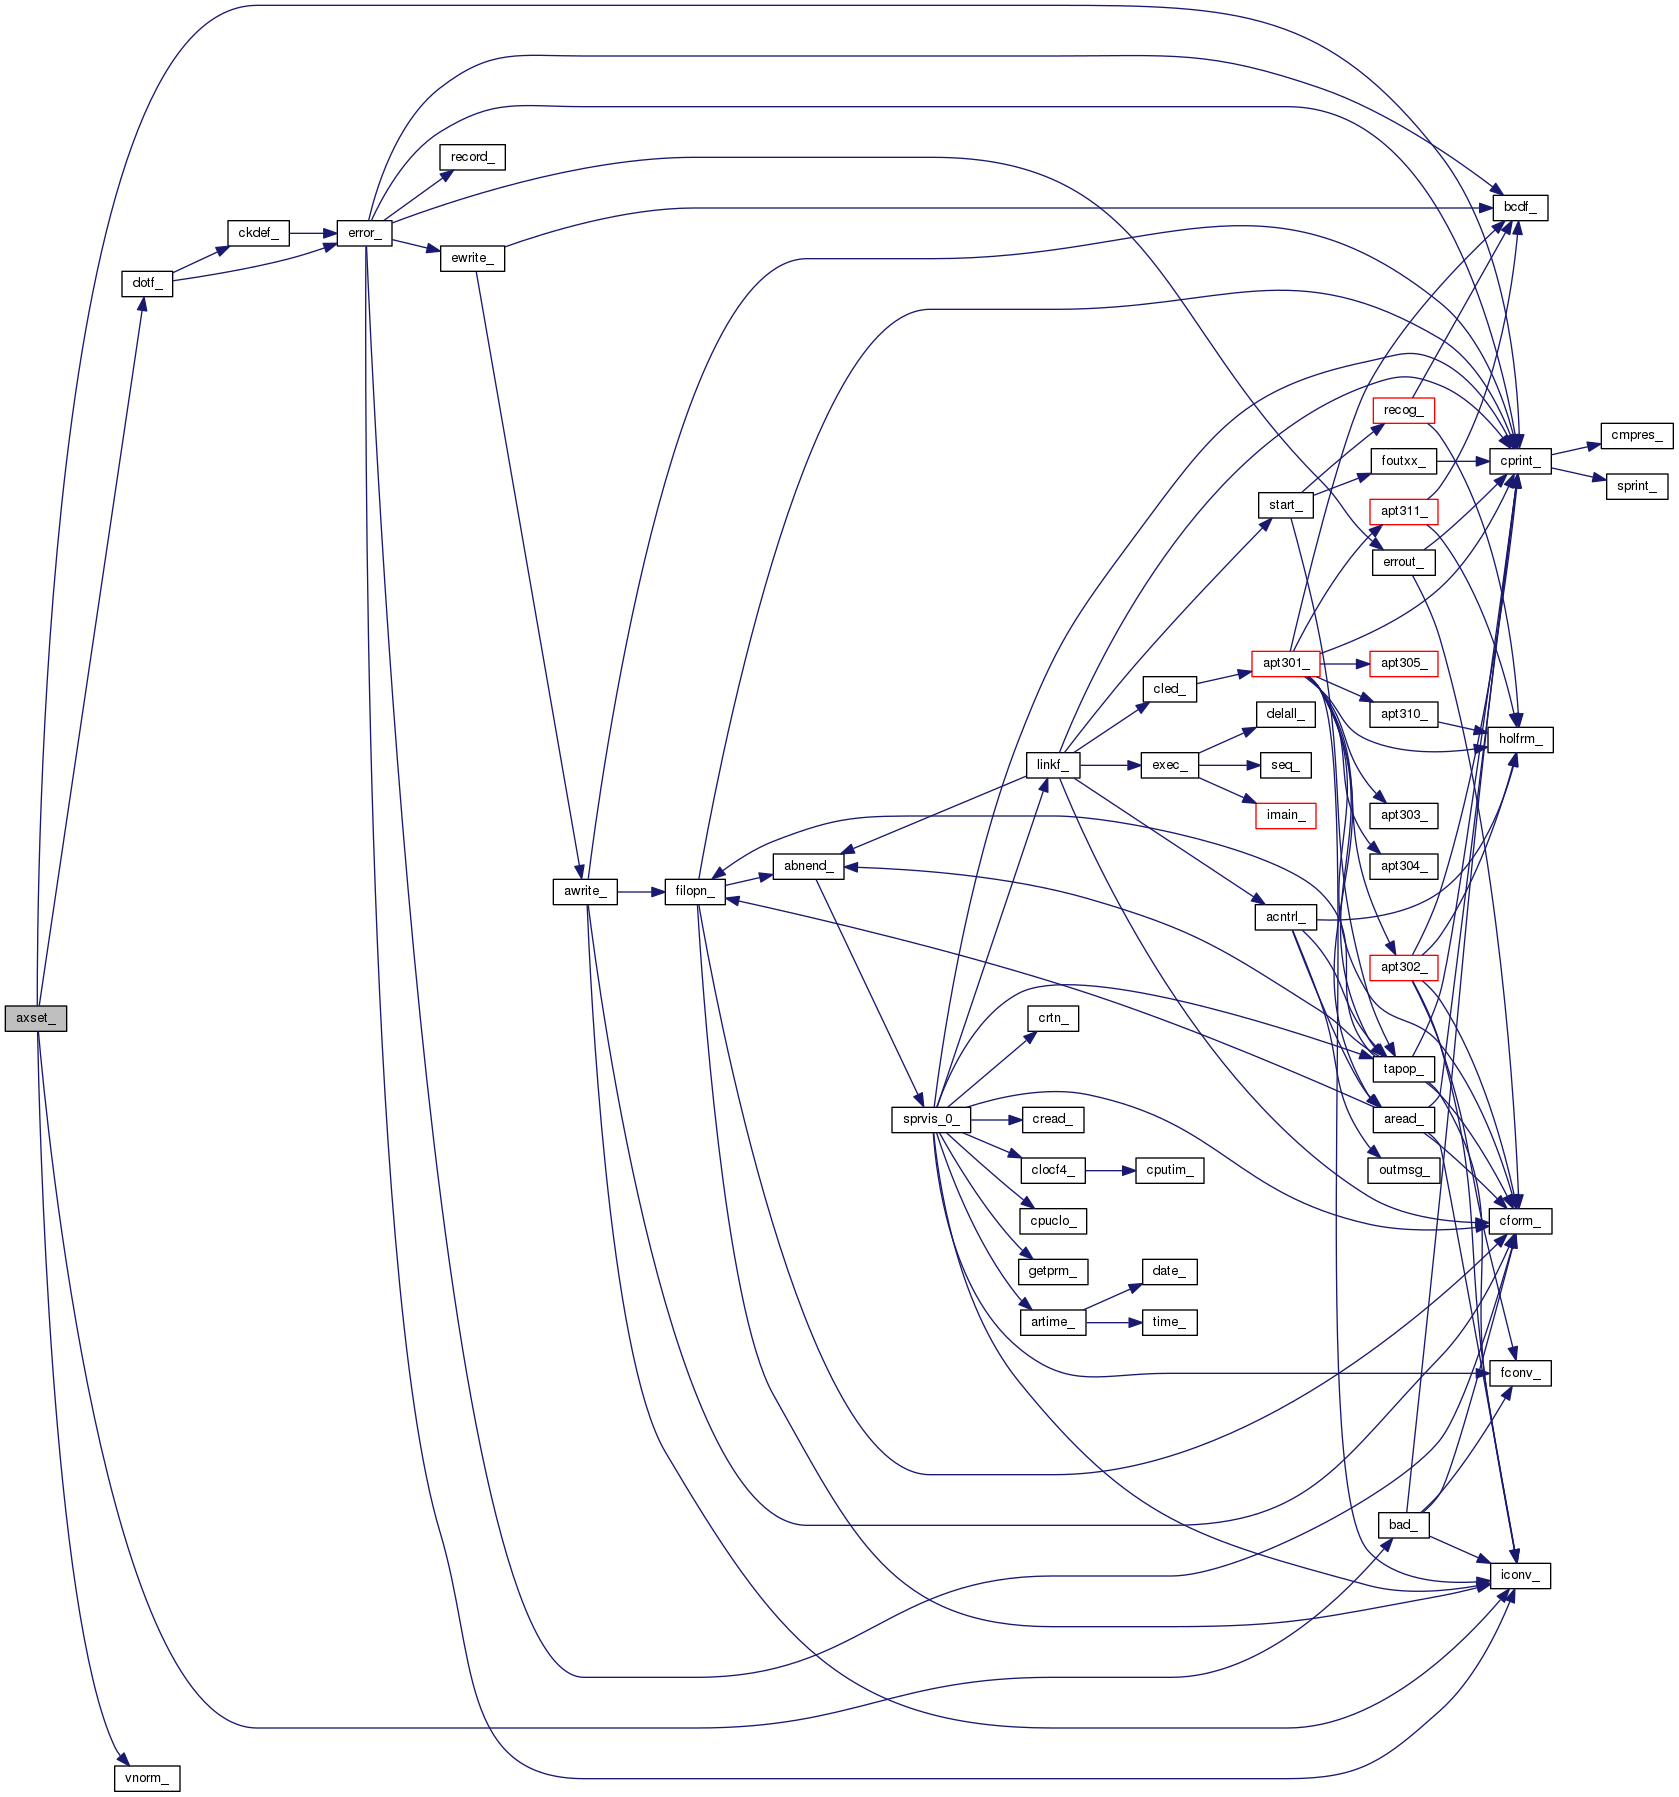 axset_
dotf_
vnorm_
ckdef_
error_
record_
ewrite_
awrite_
filopn_
abnend_
sprvis_0_
linkf_
crtn_
cread_
clocf4_
cpuclo_
getprm_
artime_
cled_
exec_
cputim_
date_
time_
start_
apt301_
delall_
seq_
imain_
acntrl_
recog_
foutxx_
apt311_
errout_
apt305_
apt310_
apt303_
apt304_
apt302_
tapop_
aread_
outmsg_
bad_
bcdf_
cprint_
holfrm_
cform_
fconv_
iconv_
cmpres_
sprint_